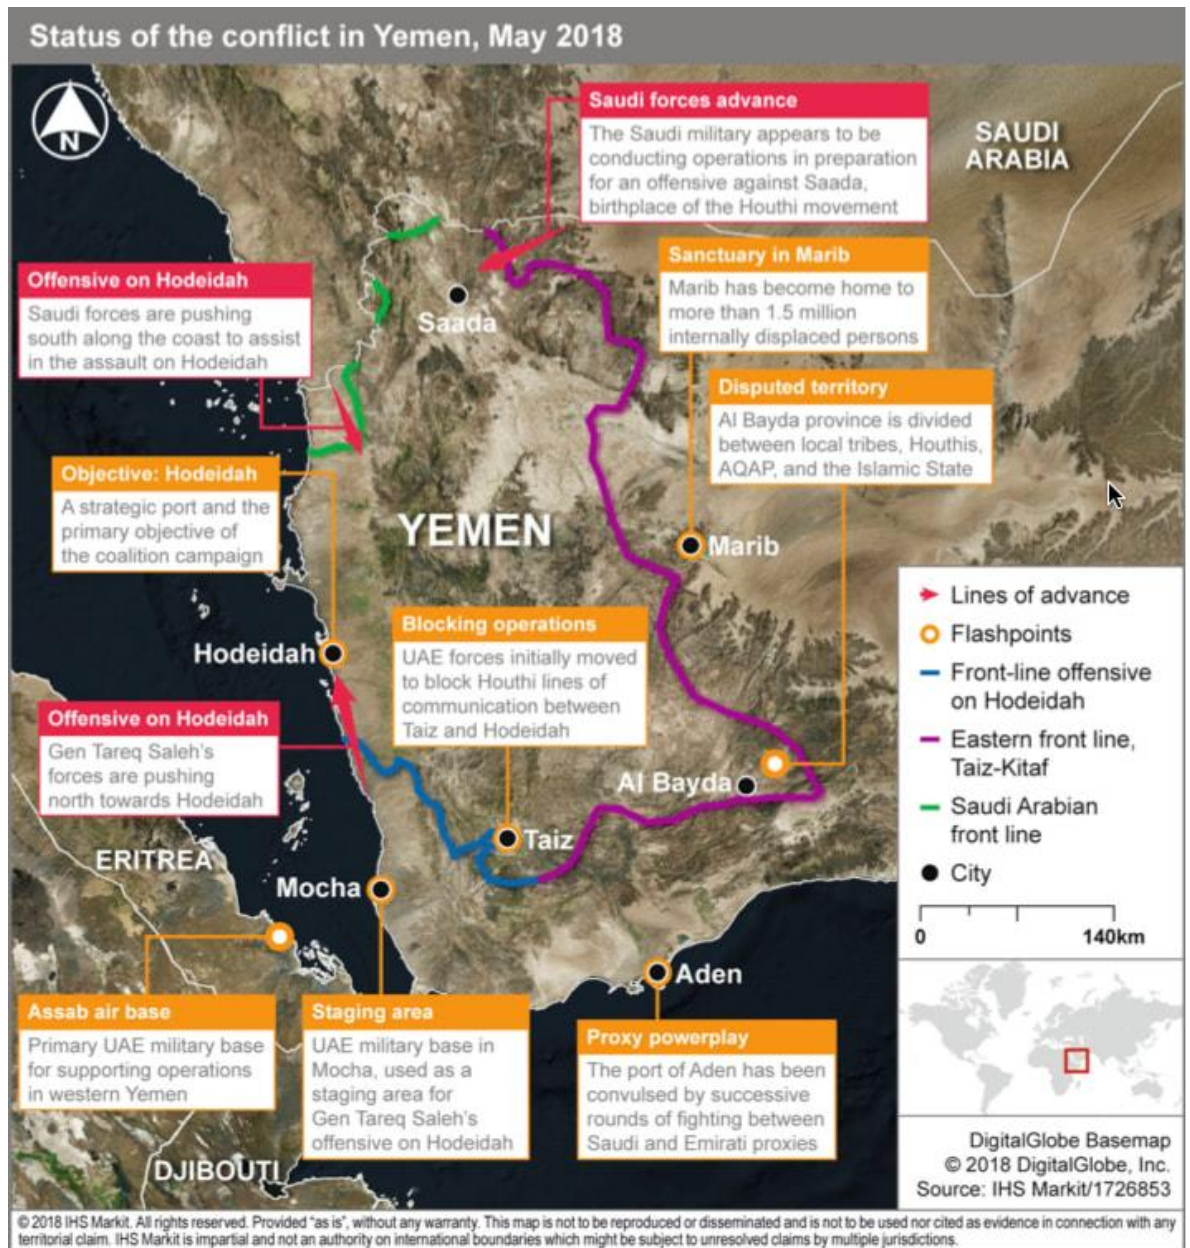 Status of the conflict in Yemen, May 2018
N
Saudi forces advance
The Saudi military appears to be
conducting operations in preparation
for an offensive against Saada,
birthplace of the Houthi movement
SAUDI
ARABIA
Sanctuary in Marib
Marib has become home to
more than 1.5 million
internally displaced persons
Offensive on Hodeidah
Saudi forces are pushing
south along the coast to assist
in the assault on Hodeidah
Saada
Disputed territory
Al Bayda province is divided
between local tribes, Houthis,
AQAP, and the Islamic State
Objective: Hodeidah
A strategic port and the
primary objective of
the coalition campaign
YEMEN
Marib
Blocking operations
UAE forces initially moved
to block Houthi lines of
communication between
Taiz and Hodeidah
Hodeidah
Offensive on Hodeidah
Gen Tareq Saleh's
forces are pushing
north towards Hodeidah
Al Bayda
Taiz
ERITREA
Mocha
Aden
Assab air base
Primary UAE military base
for supporting operations
in western Yemen
Staging area
UAE military base in
Mocha, used as a
staging area for
Gen Tareq Saleh's
offensive on Hodeidah
Proxy powerplay
The port of Aden has been
convulsed by successive
rounds of fighting between
Saudi and Emirati proxies
DJIBOUTI
Lines of advance
Flashpoints
Front-line offensive
on Hodeidah
Eastern front line,
Taiz-Kitaf
Saudi Arabian
front line
City
0 140km
DigitalGlobe Basemap
© 2018 DigitalGlobe, Inc.
Source: IHS Markit/1726853
© 2018 IHS Markit. All rights reserved. Provided "as is", without any warranty. This map is not to be reproduced or disseminated and is not to be used nor cited as evidence in connection with any
territorial claim. IHS Markit is impartial and not an authority on international boundaries which might be subject to unresolved claims by multiple jurisdictions.